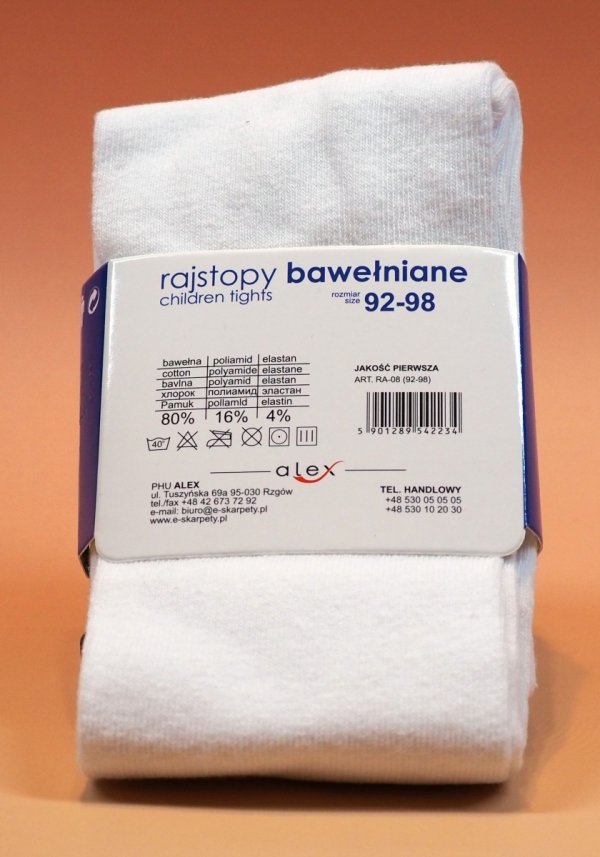 rajstopy bawełniane
children tights
rozmiar
size 92-98
bawełna poliamid elastan
cotton polyamide elastane
bavlna polyamid elastan
хлорок полиамид эластан
Pamuk poliamid elastin
80% 16% 4%
40°
JAKOŚĆ PIERWSZA
ART. RA-08 (92-98)
5 901289 542234
alex
PHU ALEX
ul. Tuszyńska 69a 95-030 Rzgów
tel./fax +48 42 673 72 92
e-mail: biuro@e-skarpety.pl
www.e-skarpety.pl
TEL. HANDLOWY
+48 530 05 05 05
+48 530 10 20 30